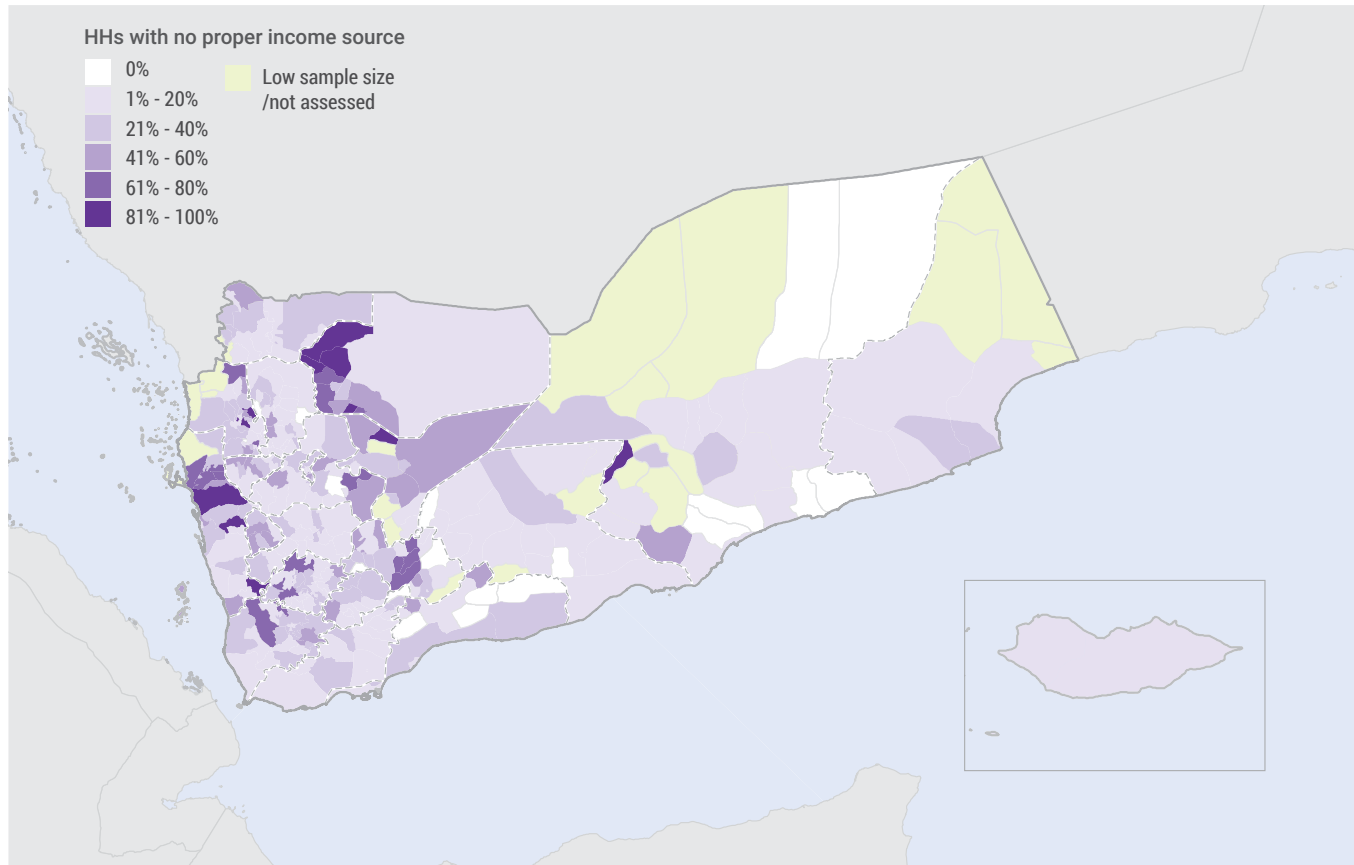 HHs with no proper income source
0%
1% - 20%
21% - 40%
41% - 60%
61% - 80%
81% - 100%
Low sample size
/not assessed